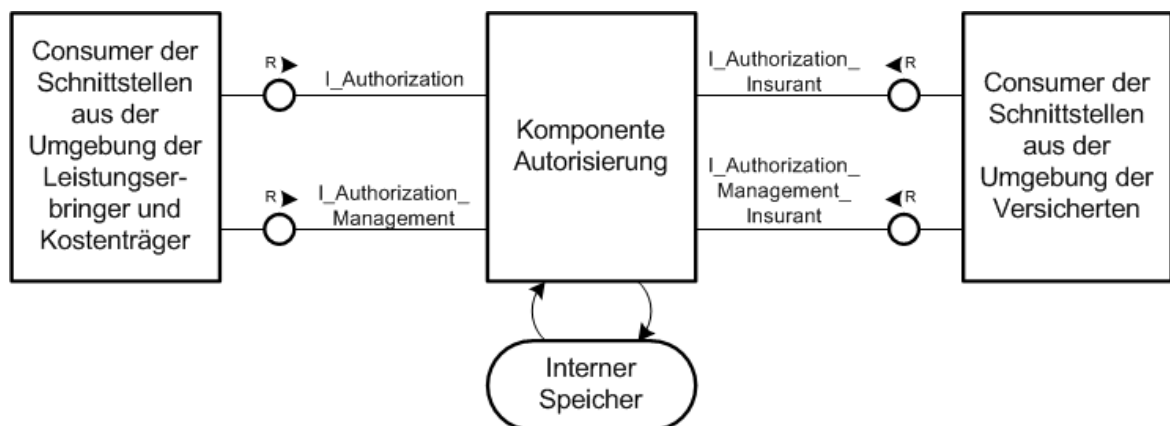 Consumer der
Schnittstellen
aus der
Umgebung der
Leistungser-
bringer und
Kostenträger
R
I_Authorization
R
I_Authorization_
Management
Komponente
Autorisierung
I_Authorization_
Insurant
R
I_Authorization_
Management_
Insurant
R
Consumer der
Schnittstellen
aus der
Umgebung der
Versicherten
Interner
Speicher